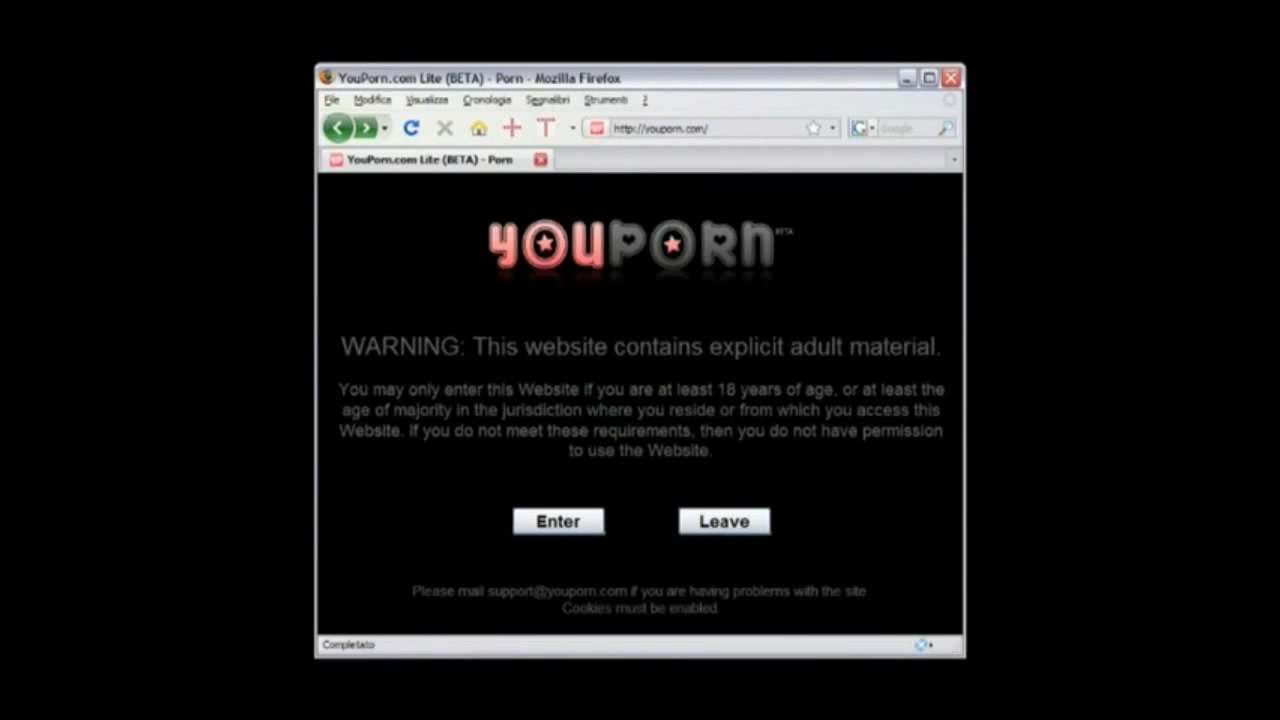 YouPorn.com Lite (BETA) - Porn - Mozilla Firefox
File Modifica Visualizza Cronologia Segnalibri Strumenti ?
http://youporn.com/ Google
YouPorn.com Lite (BETA) - Porn
YOUPORN BETA
WARNING: This website contains explicit adult material.
You may only enter this Website if you are at least 18 years of age, or at least the
age of majority in the jurisdiction where you reside or from which you access this
Website. If you do not meet these requirements, then you do not have permission
to use the Website.
Enter Leave
Please mail support@youporn.com if you are having problems with the site.
Cookies must be enabled.
Completato